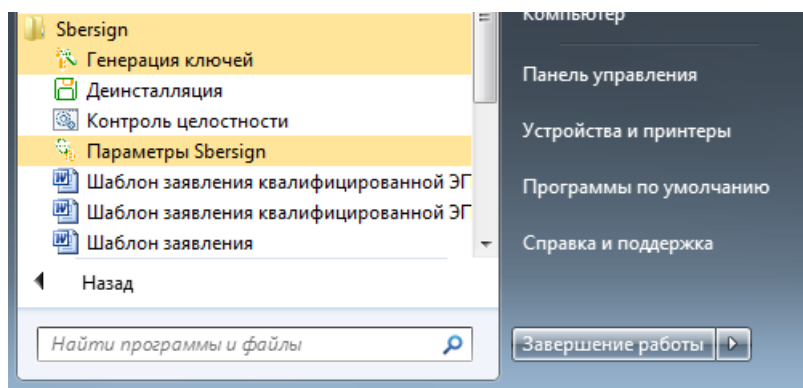 Sbersign
Генерация ключей
Деинсталляция
Контроль целостности
Параметры Sbersign
Шаблон заявления квалифицированной ЭГ
Шаблон заявления квалифицированной ЭГ
Шаблон заявления
Назад
Найти программы и файлы
Компьютер
Панель управления
Устройства и принтеры
Программы по умолчанию
Справка и поддержка
Завершение работы